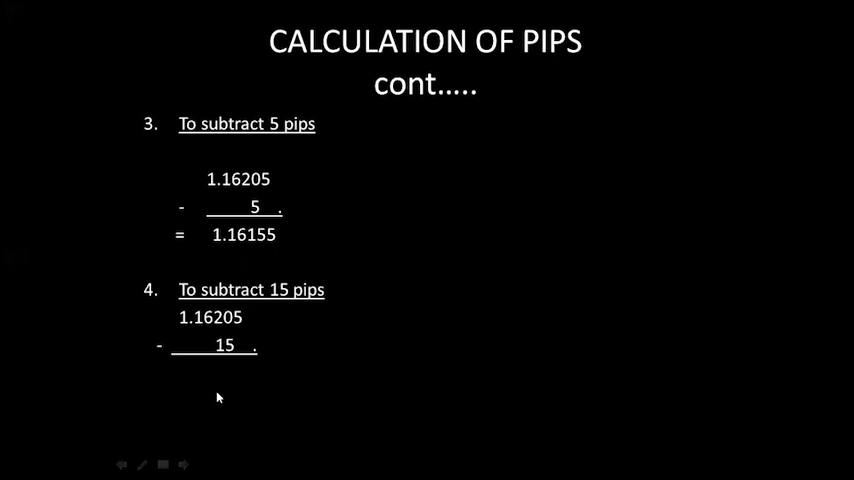 CALCULATION OF PIPS
cont.....
3. To subtract 5 pips
1.16205
- 5 .
= 1.16155
4. To subtract 15 pips
1.16205
- 15 .